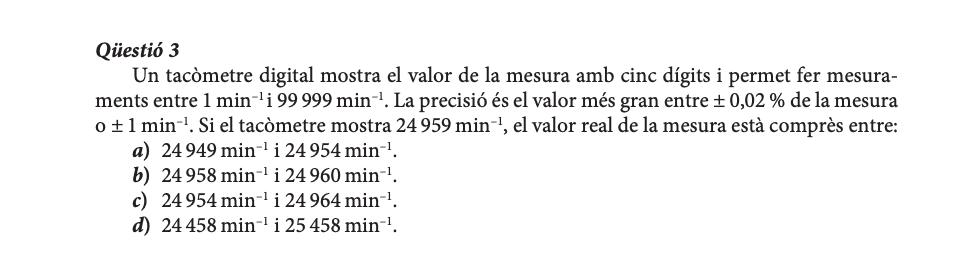 Qüestió 3
Un tacòmetre digital mostra el valor de la mesura amb cinc dígits i permet fer mesura-
ments entre 1 min⁻¹ i 99 999 min⁻¹. La precisió és el valor més gran entre ± 0,02 % de la mesura
o ± 1 min⁻¹. Si el tacòmetre mostra 24 959 min⁻¹, el valor real de la mesura està comprès entre:
a) 24 949 min⁻¹ i 24 954 min⁻¹.
b) 24 958 min⁻¹ i 24 960 min⁻¹.
c) 24 954 min⁻¹ i 24 964 min⁻¹.
d) 24 458 min⁻¹ i 25 458 min⁻¹.